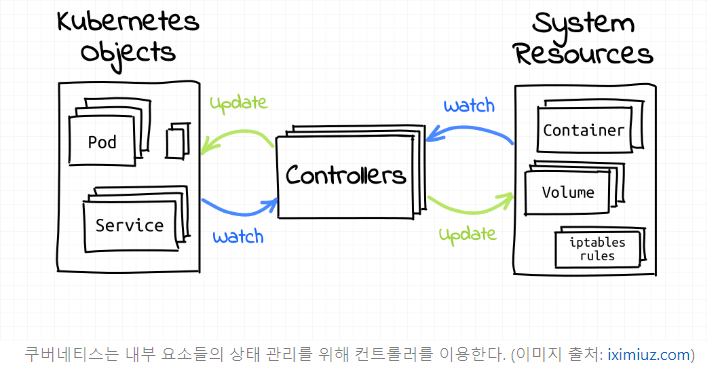 Kubernetes
Objects
System
Resources
Update
Watch
Pod
Container
Controllers
Volume
Service
Watch
Update
iptables
rules
쿠버네티스는 내부 요소들의 상태 관리를 위해 컨트롤러를 이용한다. (이미지 출처: iximiuz.com)